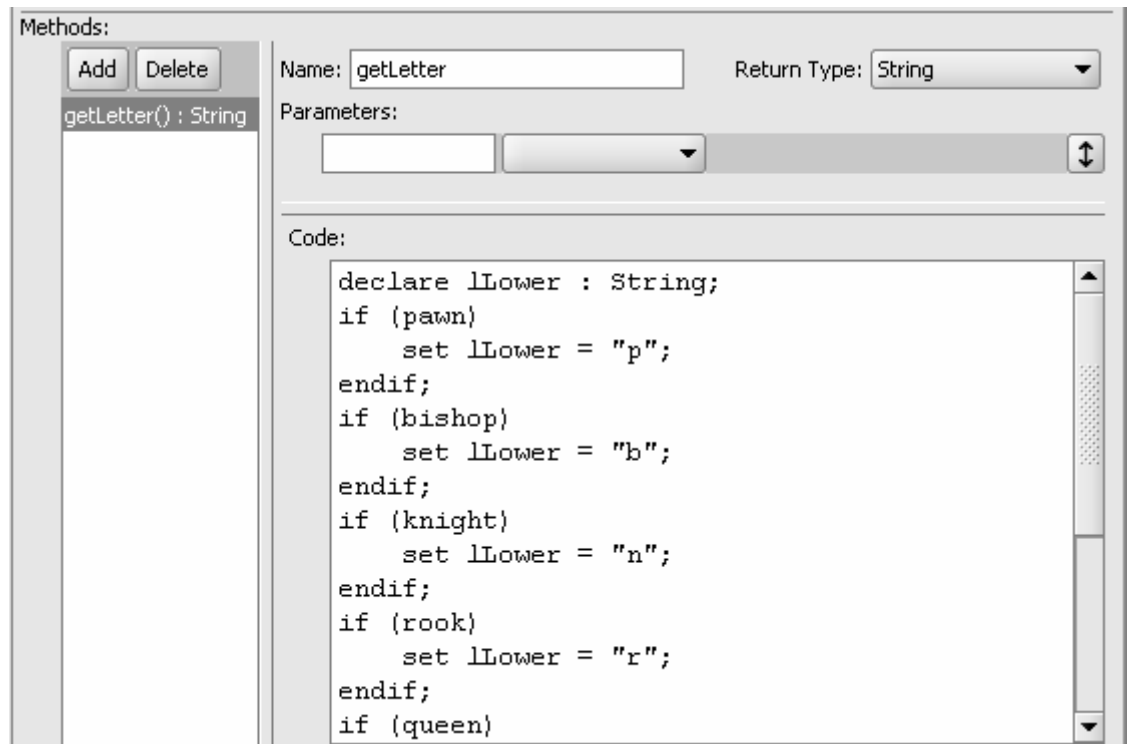 Methods:
Add Delete
Name: getLetter Return Type: String
getLetter() : String
Parameters:
Code:
declare lLower : String;
if (pawn)
    set lLower = "p";
endif;
if (bishop)
    set lLower = "b";
endif;
if (knight)
    set lLower = "n";
endif;
if (rook)
    set lLower = "r";
endif;
if (queen)